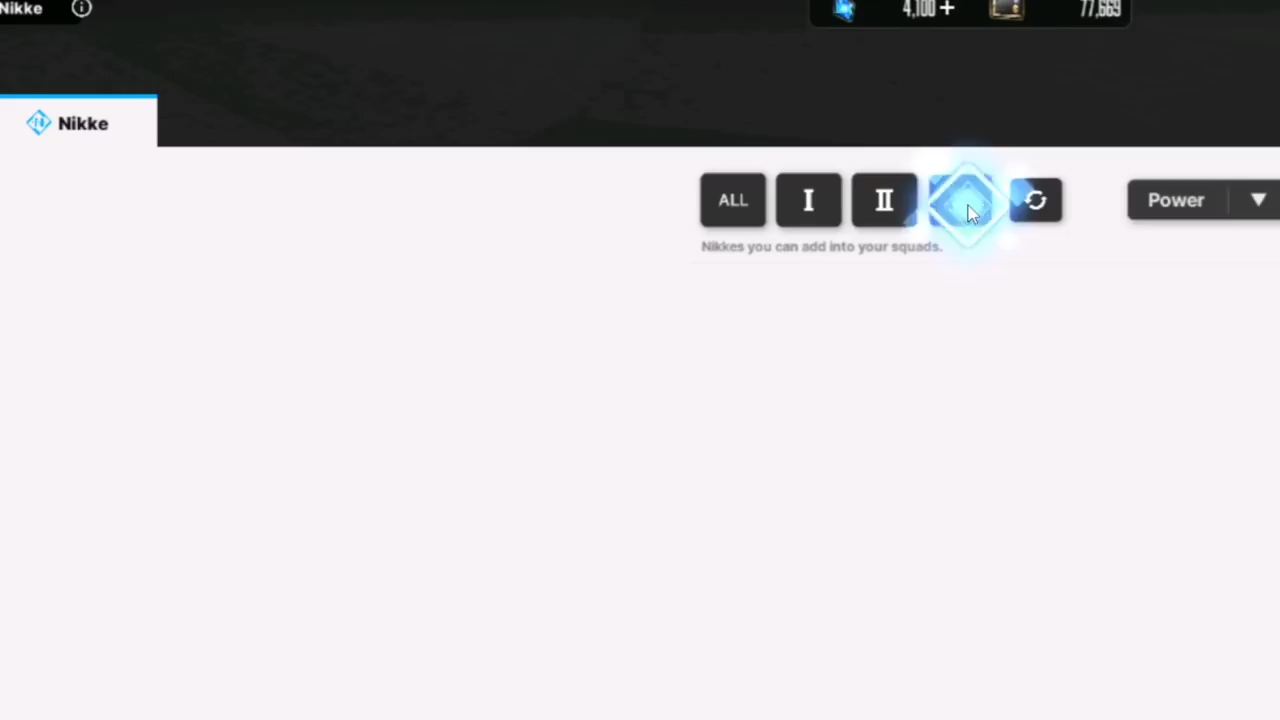 Nikke
4,100 +
77,669
Nikke
ALL I II
Power
Nikkes you can add into your squads.